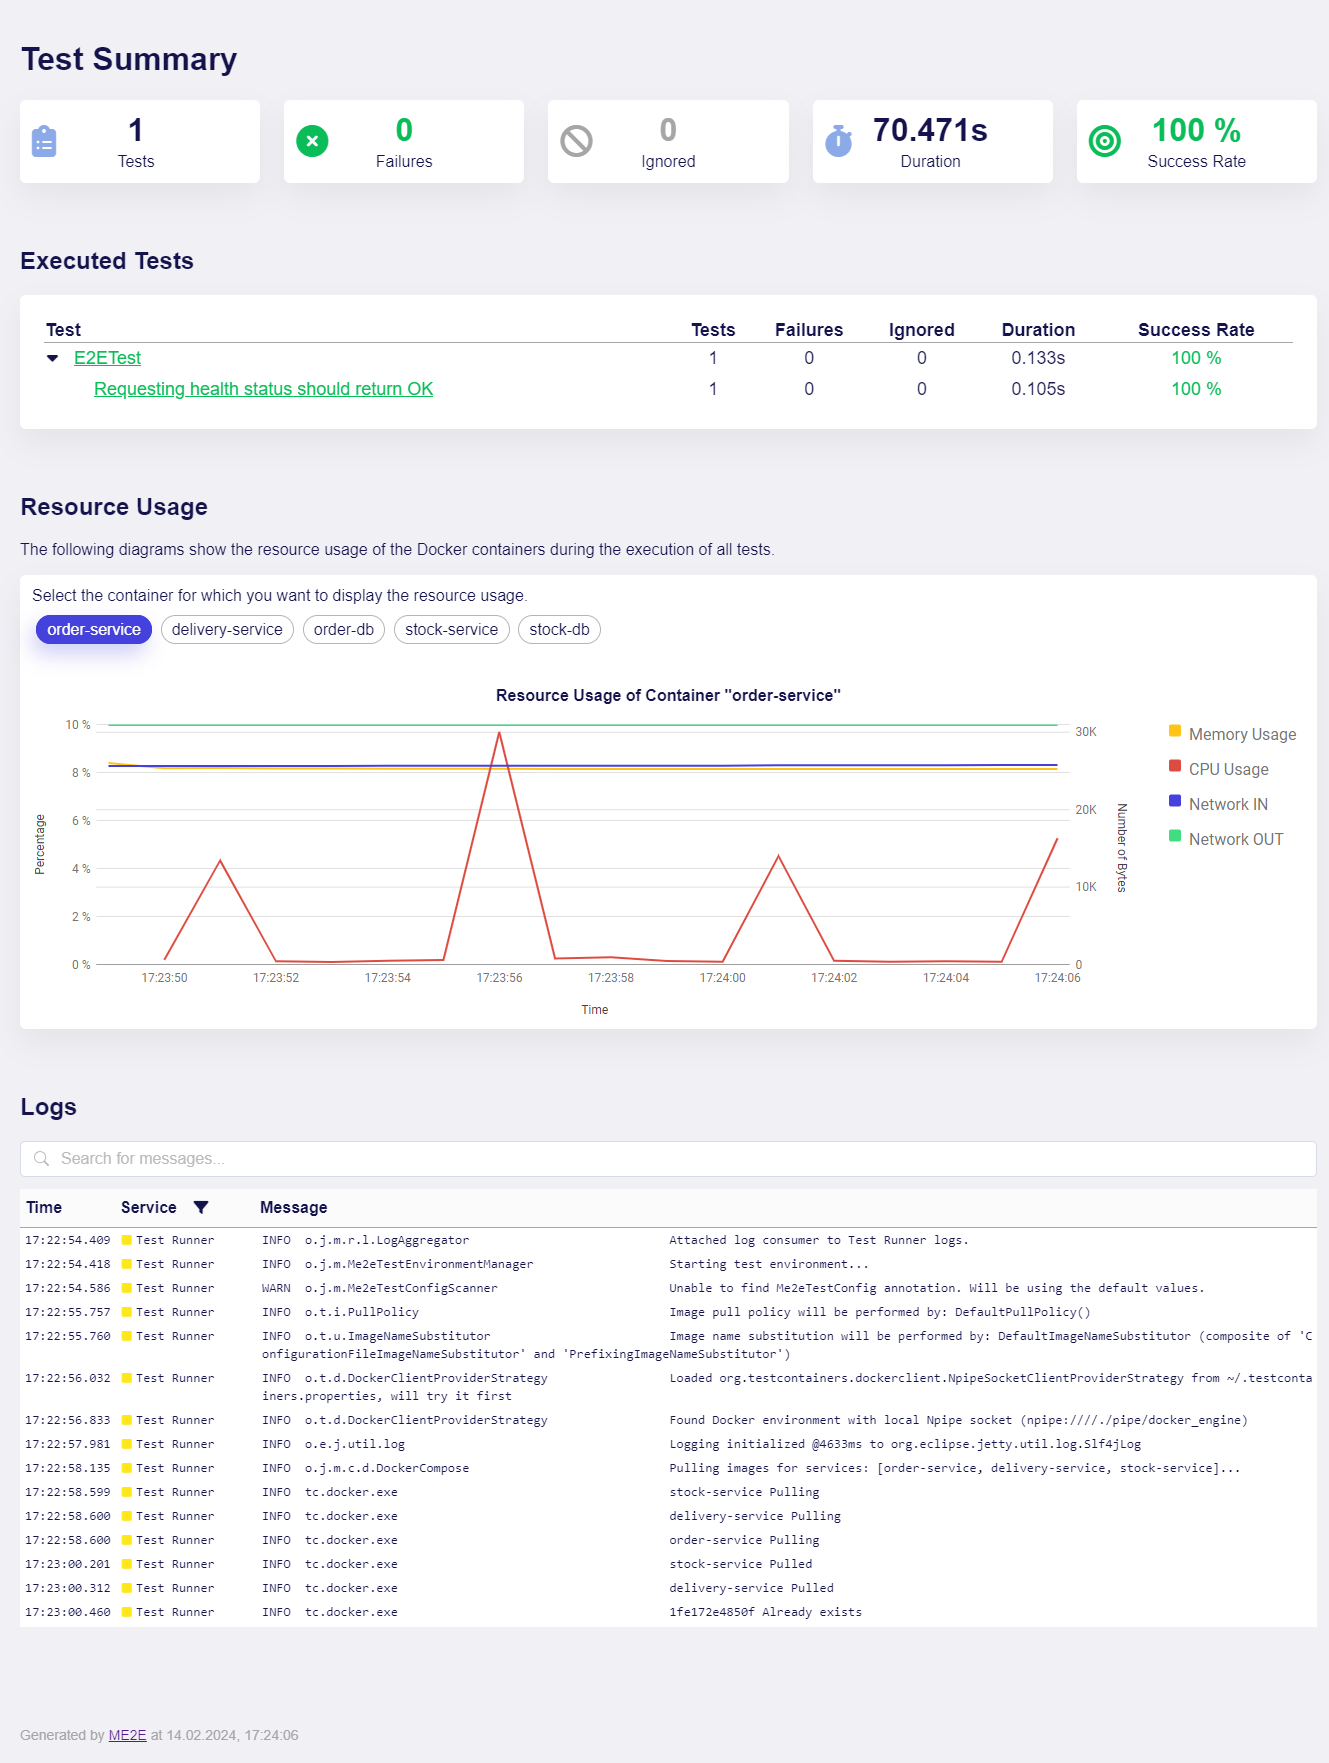 Test Summary
1
Tests
0
Failures
0
Ignored
70.471s
Duration
100 %
Success Rate
Executed Tests
Test Tests Failures Ignored Duration Success Rate
E2ETest 1 0 0 0.133s 100 %
Requesting health status should return OK 1 0 0 0.105s 100 %
Resource Usage
The following diagrams show the resource usage of the Docker containers during the execution of all tests.
Select the container for which you want to display the resource usage.
order-service delivery-service order-db stock-service stock-db
Resource Usage of Container "order-service"
10 %
8 %
6 %
4 %
2 %
0 %
Percentage
30K
20K
10K
0
Number of Bytes
Memory Usage
CPU Usage
Network IN
Network OUT
17:23:50 17:23:52 17:23:54 17:23:56 17:23:58 17:24:00 17:24:02 17:24:04 17:24:06
Time
Logs
Search for messages...
Time Service Message
17:22:54.409 Test Runner INFO o.j.m.r.l.LogAggregator Attached log consumer to Test Runner logs.
17:22:54.418 Test Runner INFO o.j.m.Me2eTestEnvironmentManager Starting test environment...
17:22:54.586 Test Runner WARN o.j.m.Me2eTestConfigScanner Unable to find Me2eTestConfig annotation. Will be using the default values.
17:22:55.757 Test Runner INFO o.t.i.PullPolicy Image pull policy will be performed by: DefaultPullPolicy()
17:22:55.760 Test Runner INFO o.t.u.ImageNameSubstitutor Image name substitution will be performed by: DefaultImageNameSubstitutor (composite of 'C
onfigurationFileImageNameSubstitutor' and 'PrefixingImageNameSubstitutor')
17:22:56.032 Test Runner INFO o.t.d.DockerClientProviderStrategy Loaded org.testcontainers.dockerclient.NpipeSocketClientProviderStrategy from ~/.testconta
iners.properties, will try it first
17:22:56.833 Test Runner INFO o.t.d.DockerClientProviderStrategy Found Docker environment with local Npipe socket (npipe:////./pipe/docker_engine)
17:22:57.981 Test Runner INFO o.e.j.util.log Logging initialized @4633ms to org.eclipse.jetty.util.log.Slf4jLog
17:22:58.135 Test Runner INFO o.j.m.c.d.DockerCompose Pulling images for services: [order-service, delivery-service, stock-service]...
17:22:58.599 Test Runner INFO tc.docker.exe stock-service Pulling
17:22:58.600 Test Runner INFO tc.docker.exe delivery-service Pulling
17:22:58.600 Test Runner INFO tc.docker.exe order-service Pulling
17:23:00.201 Test Runner INFO tc.docker.exe stock-service Pulled
17:23:00.312 Test Runner INFO tc.docker.exe delivery-service Pulled
17:23:00.460 Test Runner INFO tc.docker.exe 1fe172e4850f Already exists
Generated by ME2E at 14.02.2024, 17:24:06